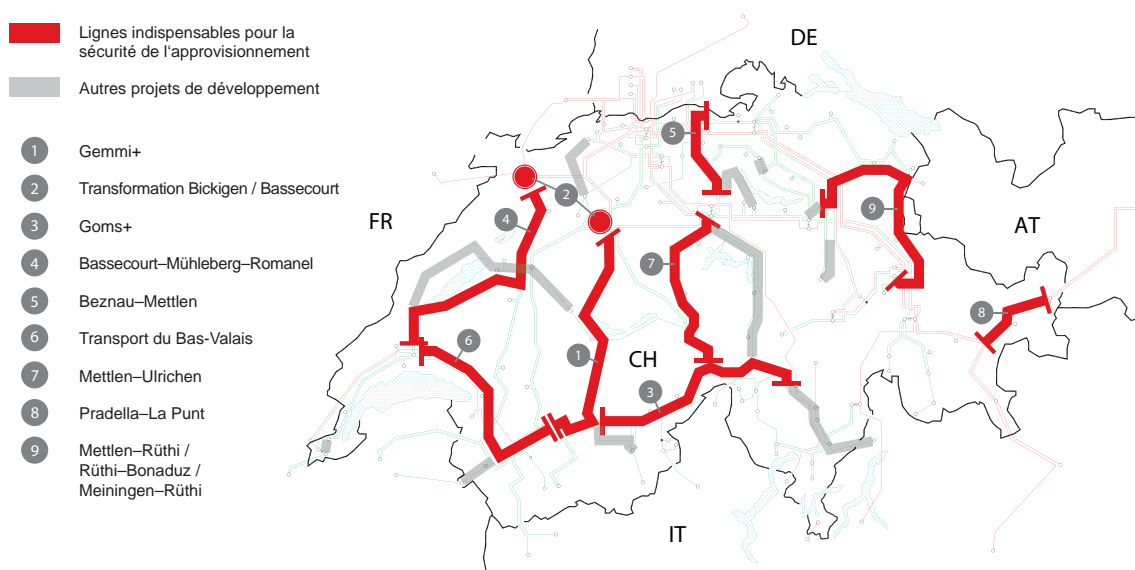 Lignes indispensables pour la
sécurité de l‘approvisionnement
Autres projets de développement
1 Gemmi+
2 Transformation Bickigen / Bassecourt
3 Goms+
4 Bassecourt–Mühleberg–Romanel
5 Beznau–Mettlen
6 Transport du Bas-Valais
7 Mettlen–Ulrichen
8 Pradella–La Punt
9 Mettlen–Rüthi /
Rüthi–Bonaduz /
Meiningen–Rüthi
DE
5
2
4
9
FR
AT
7
8
6
1
CH
3
IT